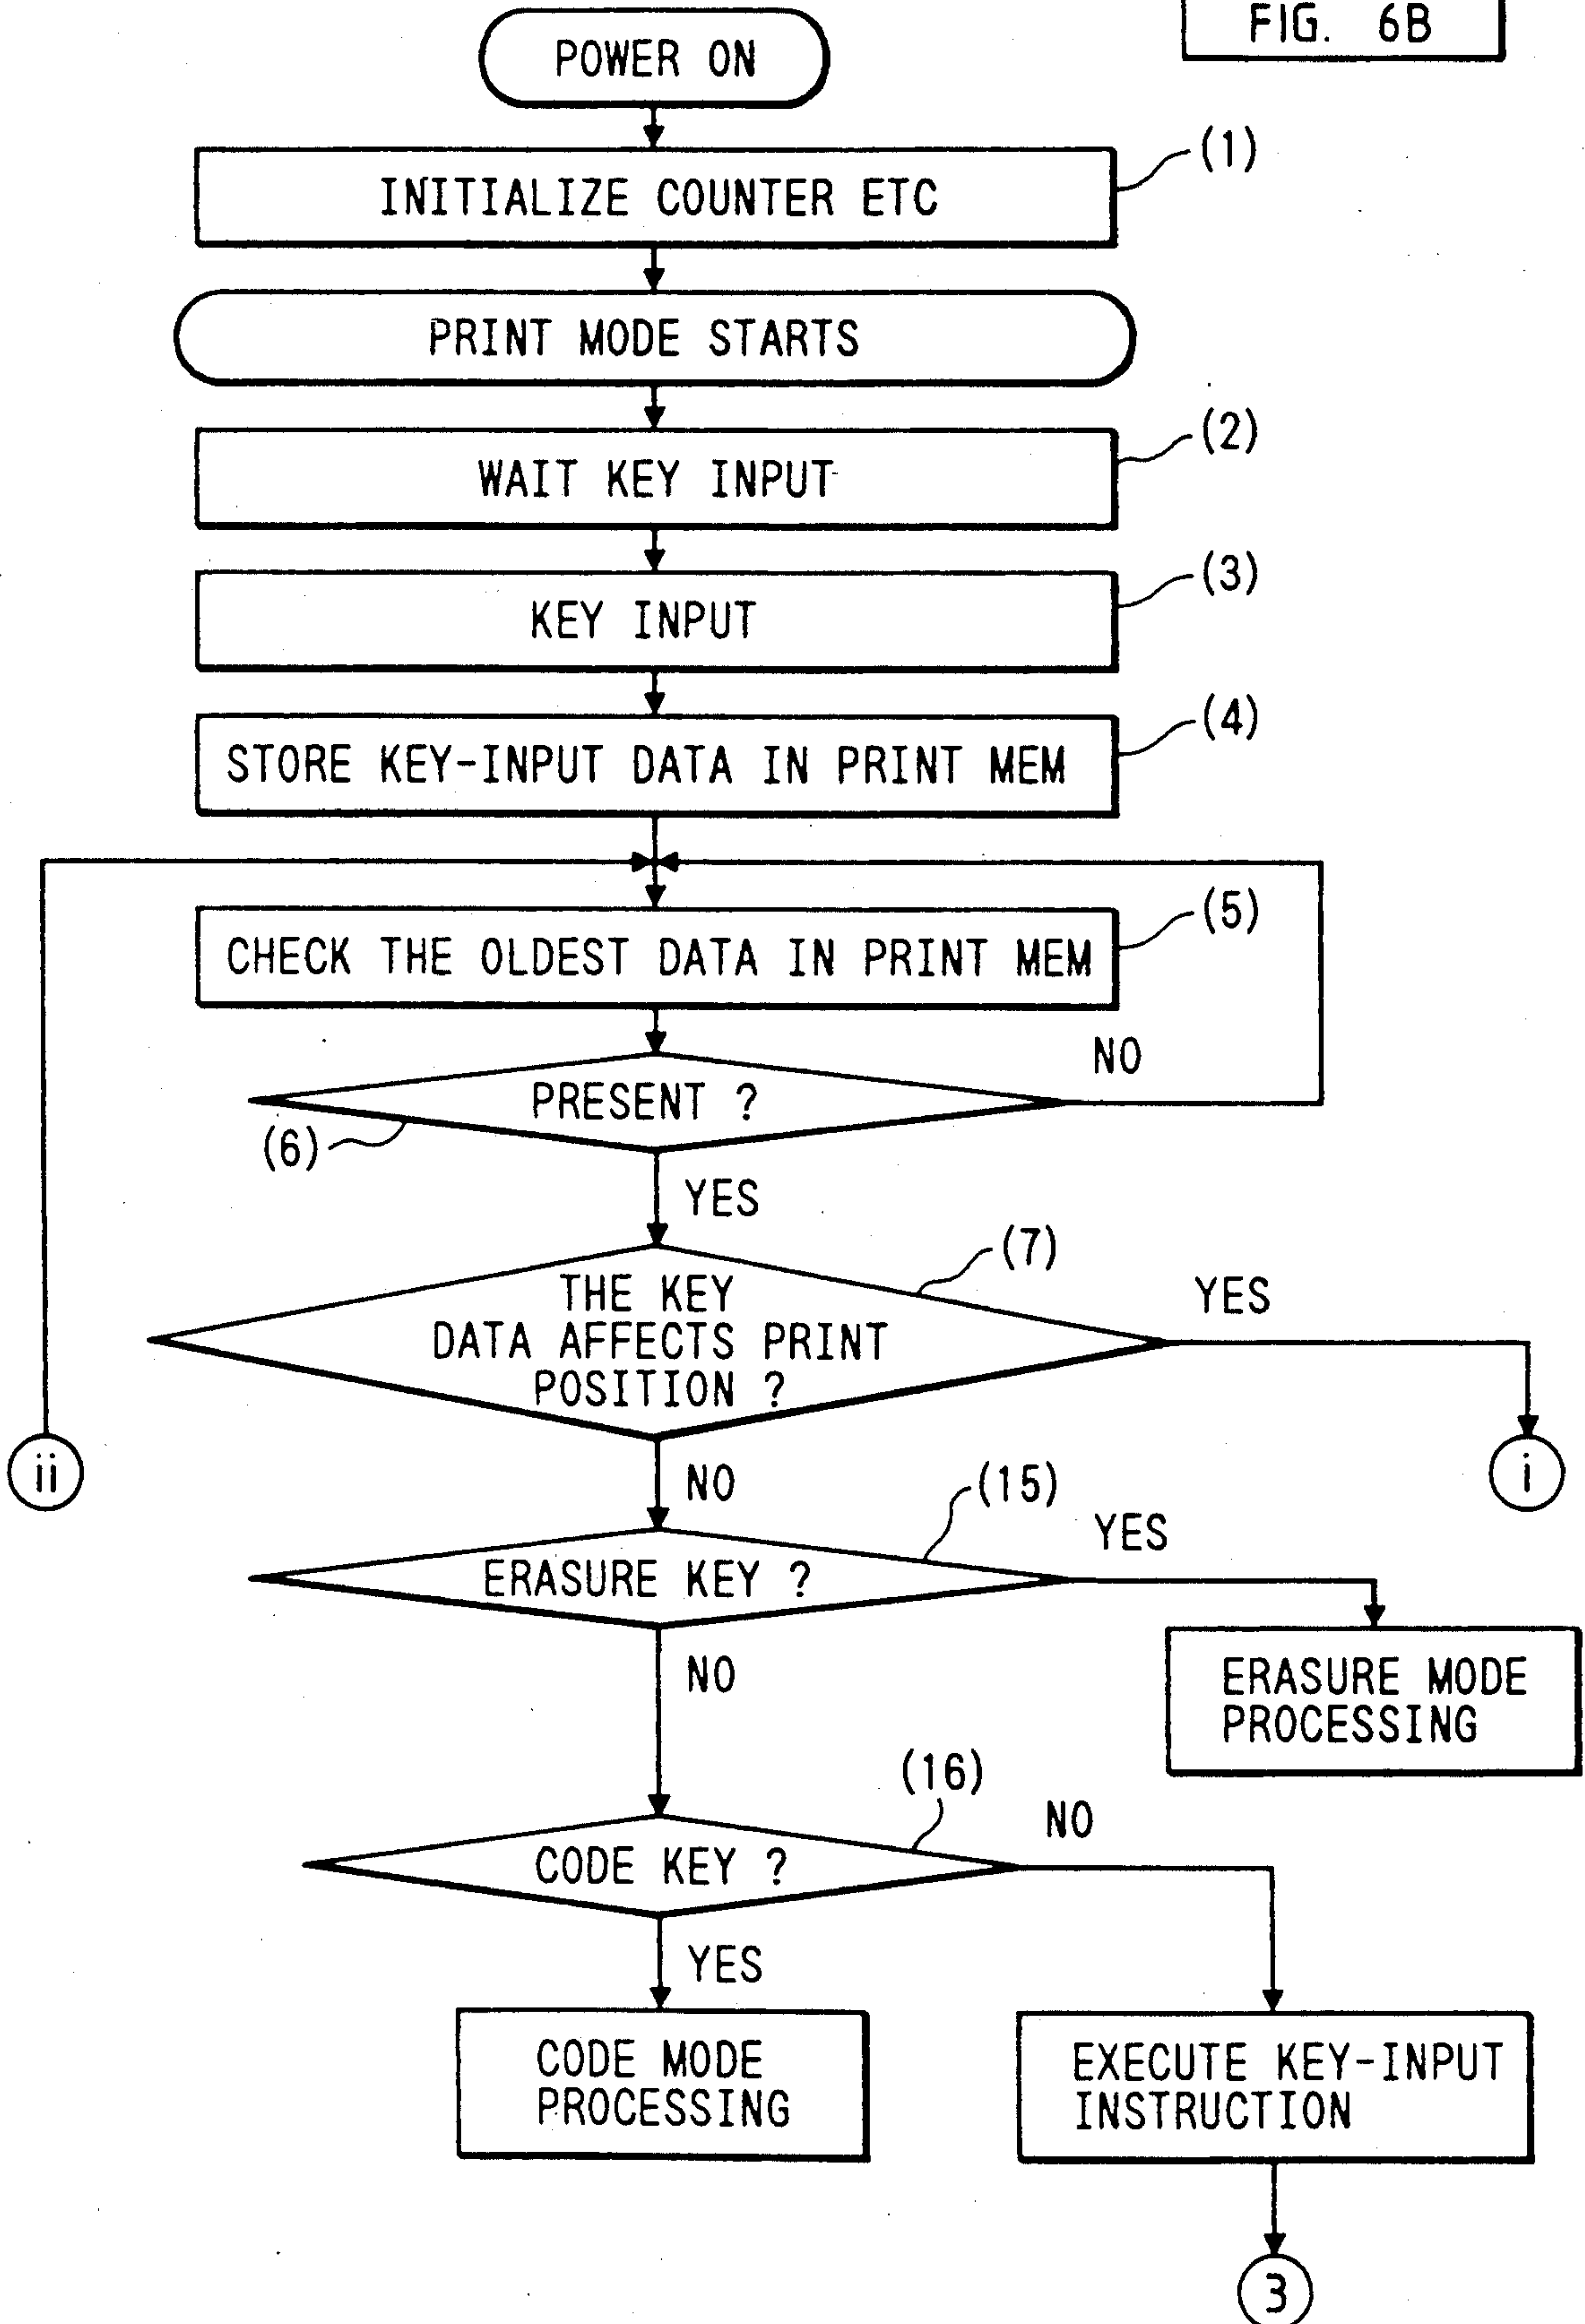 FIG. 6B
POWER ON
(1)
INITIALIZE COUNTER ETC
PRINT MODE STARTS
(2)
WAIT KEY INPUT
(3)
KEY INPUT
(4)
STORE KEY-INPUT DATA IN PRINT MEM
(5)
CHECK THE OLDEST DATA IN PRINT MEM
NO
PRESENT ?
(6)
YES
(7)
THE KEY
DATA AFFECTS PRINT
POSITION ?
YES
ii
i
NO
(15)
YES
ERASURE KEY ?
NO
ERASURE MODE
PROCESSING
(16)
NO
CODE KEY ?
YES
CODE MODE
PROCESSING
EXECUTE KEY-INPUT
INSTRUCTION
3